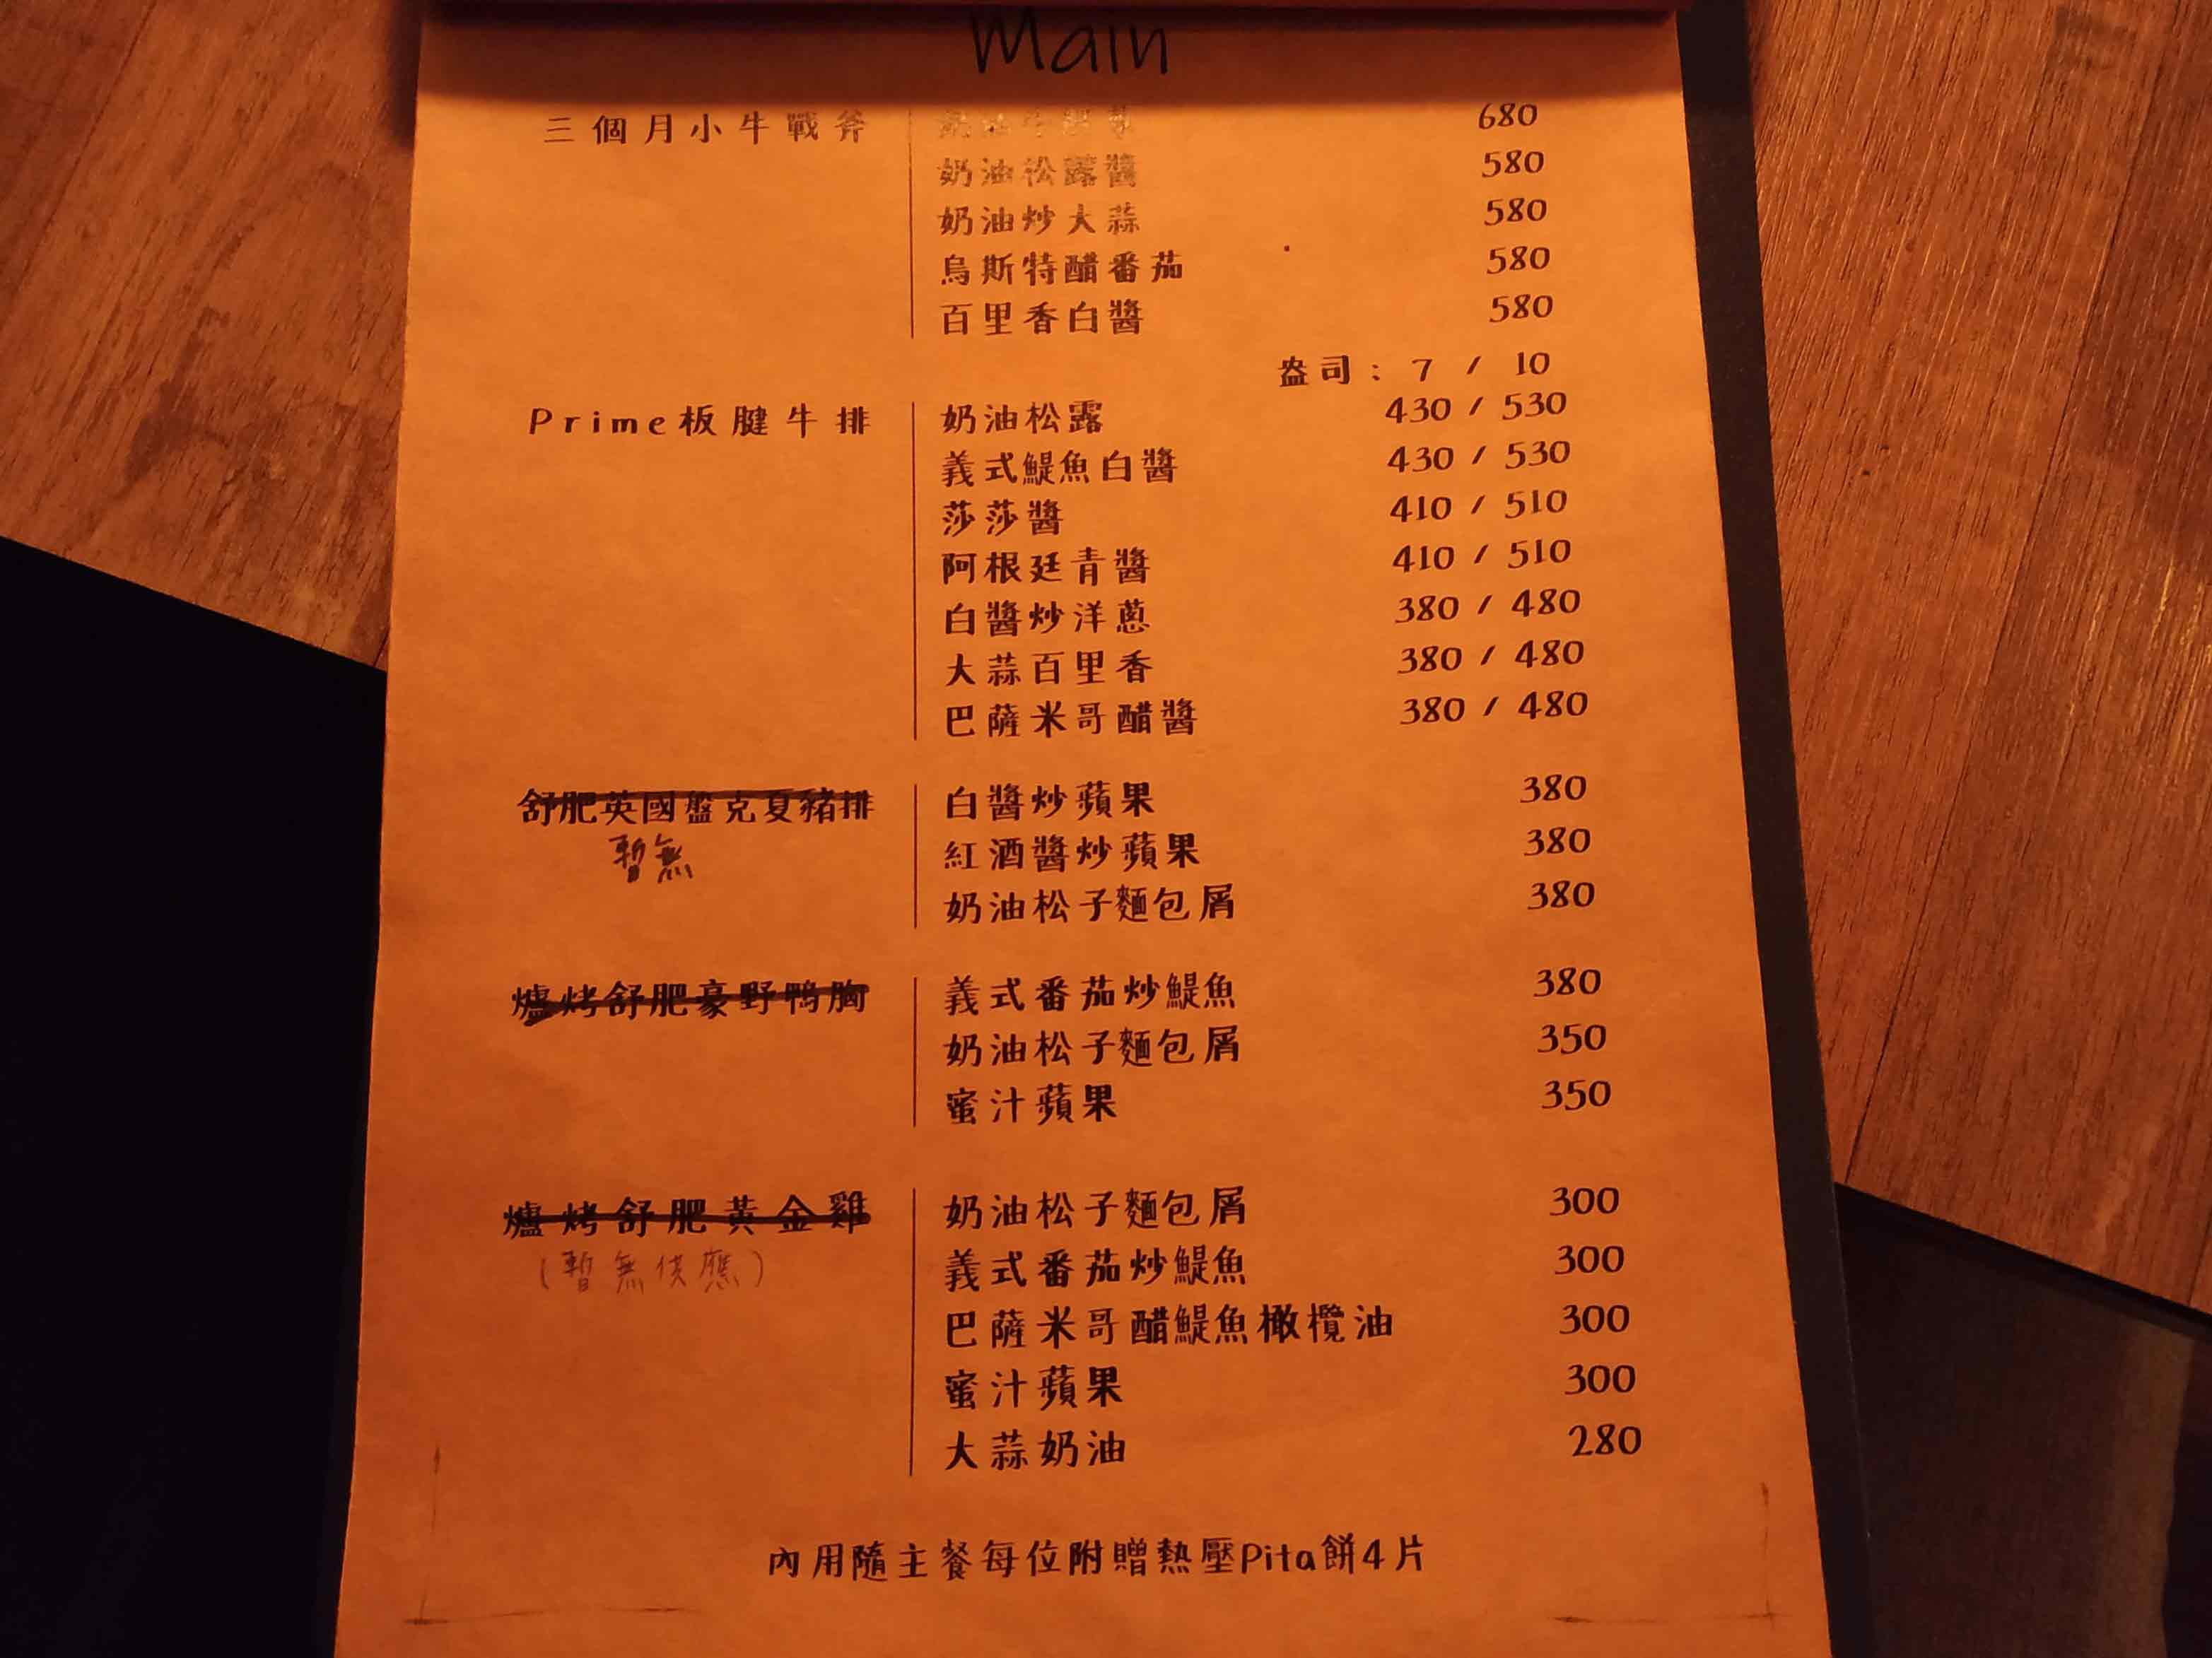 Main
三個月小牛戰斧 680
奶油松露醬 580
奶油炒大蒜 580
烏斯特醋番茄 580
百里香白醬 580
盎司：7 / 10
Prime板腱牛排 奶油松露 430 / 530
義式鯷魚白醬 430 / 530
莎莎醬 410 / 510
阿根廷青醬 410 / 510
白醬炒洋蔥 380 / 480
大蒜百里香 380 / 480
巴薩米哥醋醬 380 / 480
舒肥英國盤克夏豬排 白醬炒蘋果 380
暫無 紅酒醬炒蘋果 380
奶油松子麵包屑 380
爐烤舒肥豪野鴨胸 義式番茄炒鯷魚 380
奶油松子麵包屑 350
蜜汁蘋果 350
爐烤舒肥黃金雞 奶油松子麵包屑 300
(暫無供應) 義式番茄炒鯷魚 300
巴薩米哥醋鯷魚橄欖油 300
蜜汁蘋果 300
大蒜奶油 280
內用隨主餐每位附贈熱壓Pita餅4片